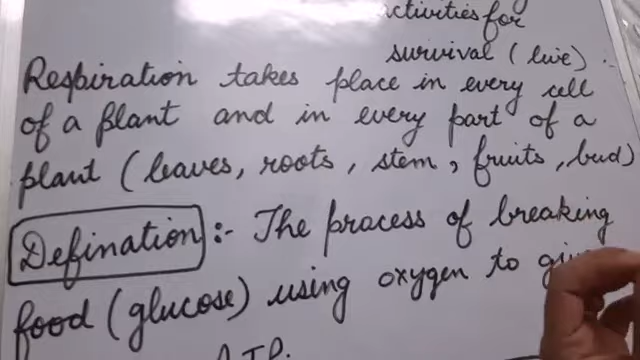 activities for
survival (live).
Respiration takes place in every cell
of a plant and in every part of a
plant (leaves, roots, stem, fruits, bud)
Defination :- The process of breaking
food (glucose) using oxygen to
ATP.